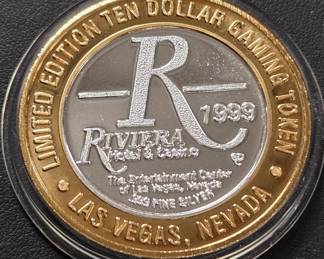 LIMITED EDITION TEN DOLLAR GAMING TOKEN
R
1999
RIVIERA
Hotel & Casino
The Entertainment Center
of Las Vegas, Nevada
.999 FINE SILVER
• LAS VEGAS, NEVADA •